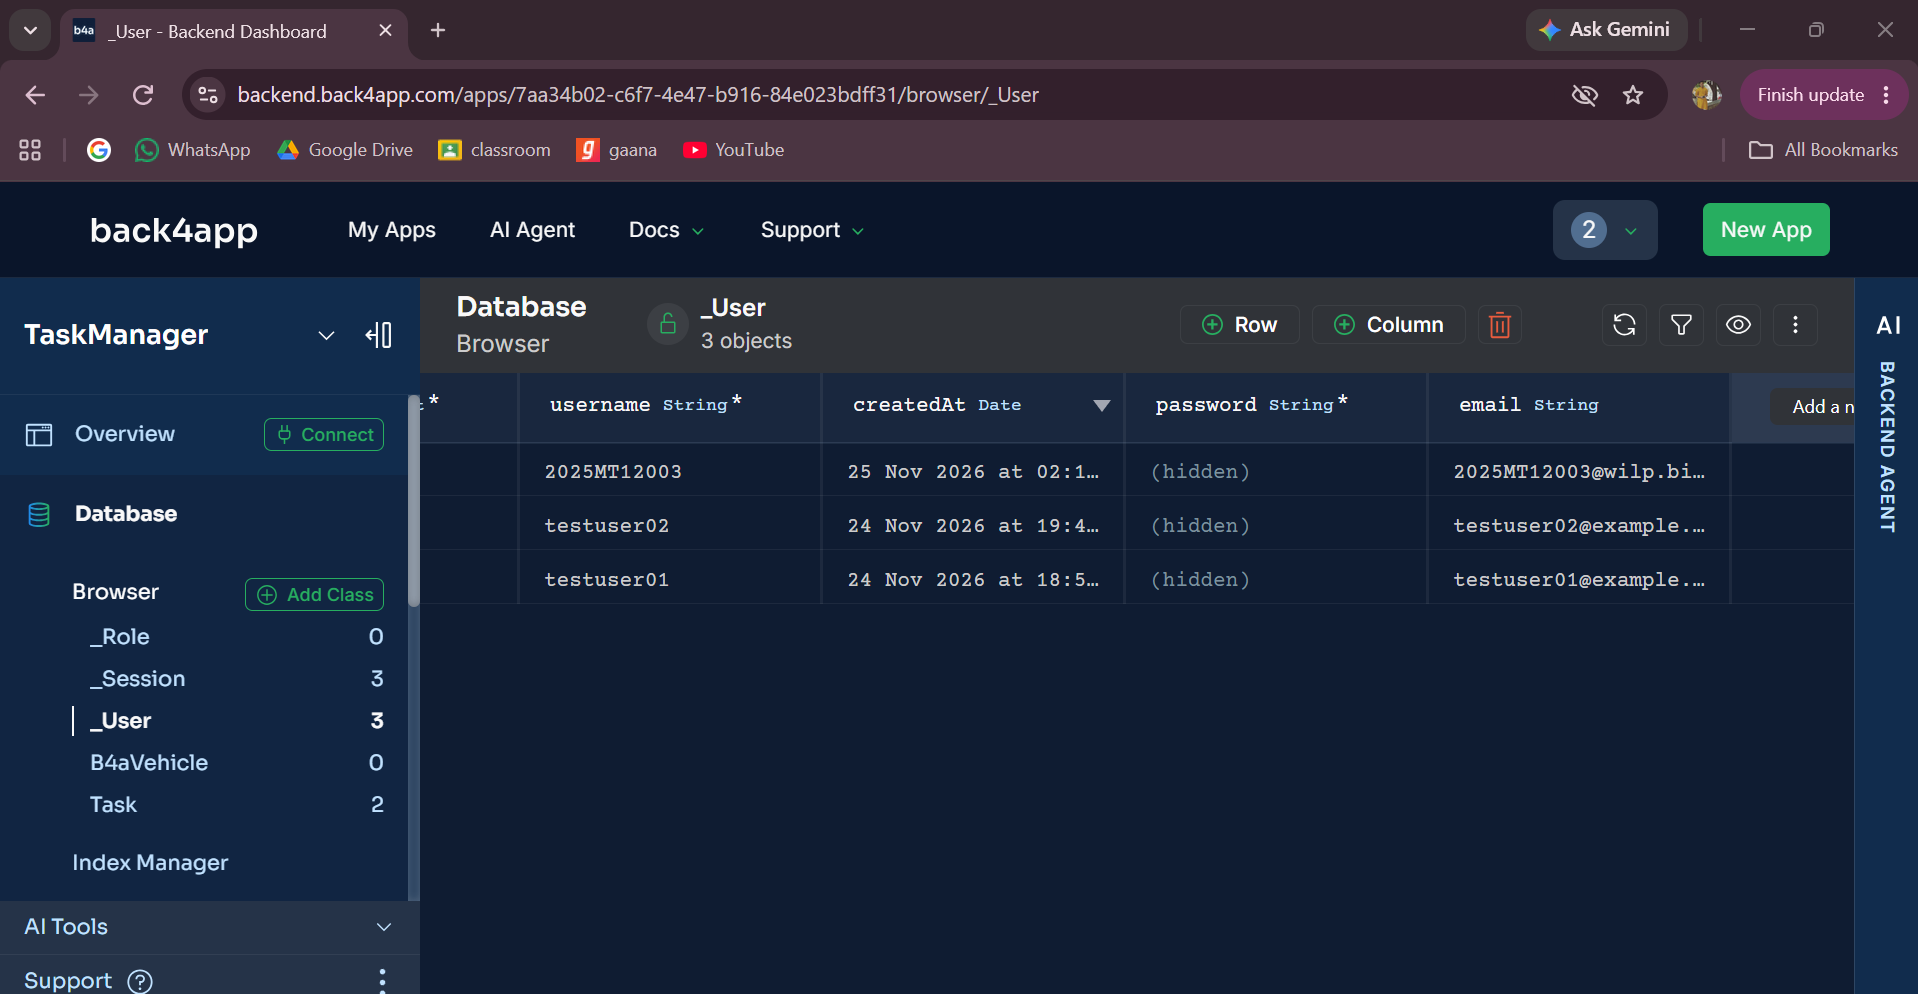 b4a _User - Backend Dashboard
Ask Gemini
backend.back4app.com/apps/7aa34b02-c6f7-4e47-b916-84e023bdff31/browser/_User
Finish update
G WhatsApp Google Drive classroom g gaana YouTube All Bookmarks
back4app My Apps AI Agent Docs Support 2 New App
TaskManager
Database
Browser
_User
3 objects
Row Column
AI
BACKEND AGENT
Overview Connect
Database
Browser Add Class
_Role 0
_Session 3
_User 3
B4aVehicle 0
Task 2
Index Manager
AI Tools
Support ?
t* username String* createdAt Date password String* email String Add a n
2025MT12003 25 Nov 2026 at 02:1… (hidden) 2025MT12003@wilp.bi…
testuser02 24 Nov 2026 at 19:4… (hidden) testuser02@example.…
testuser01 24 Nov 2026 at 18:5… (hidden) testuser01@example.…